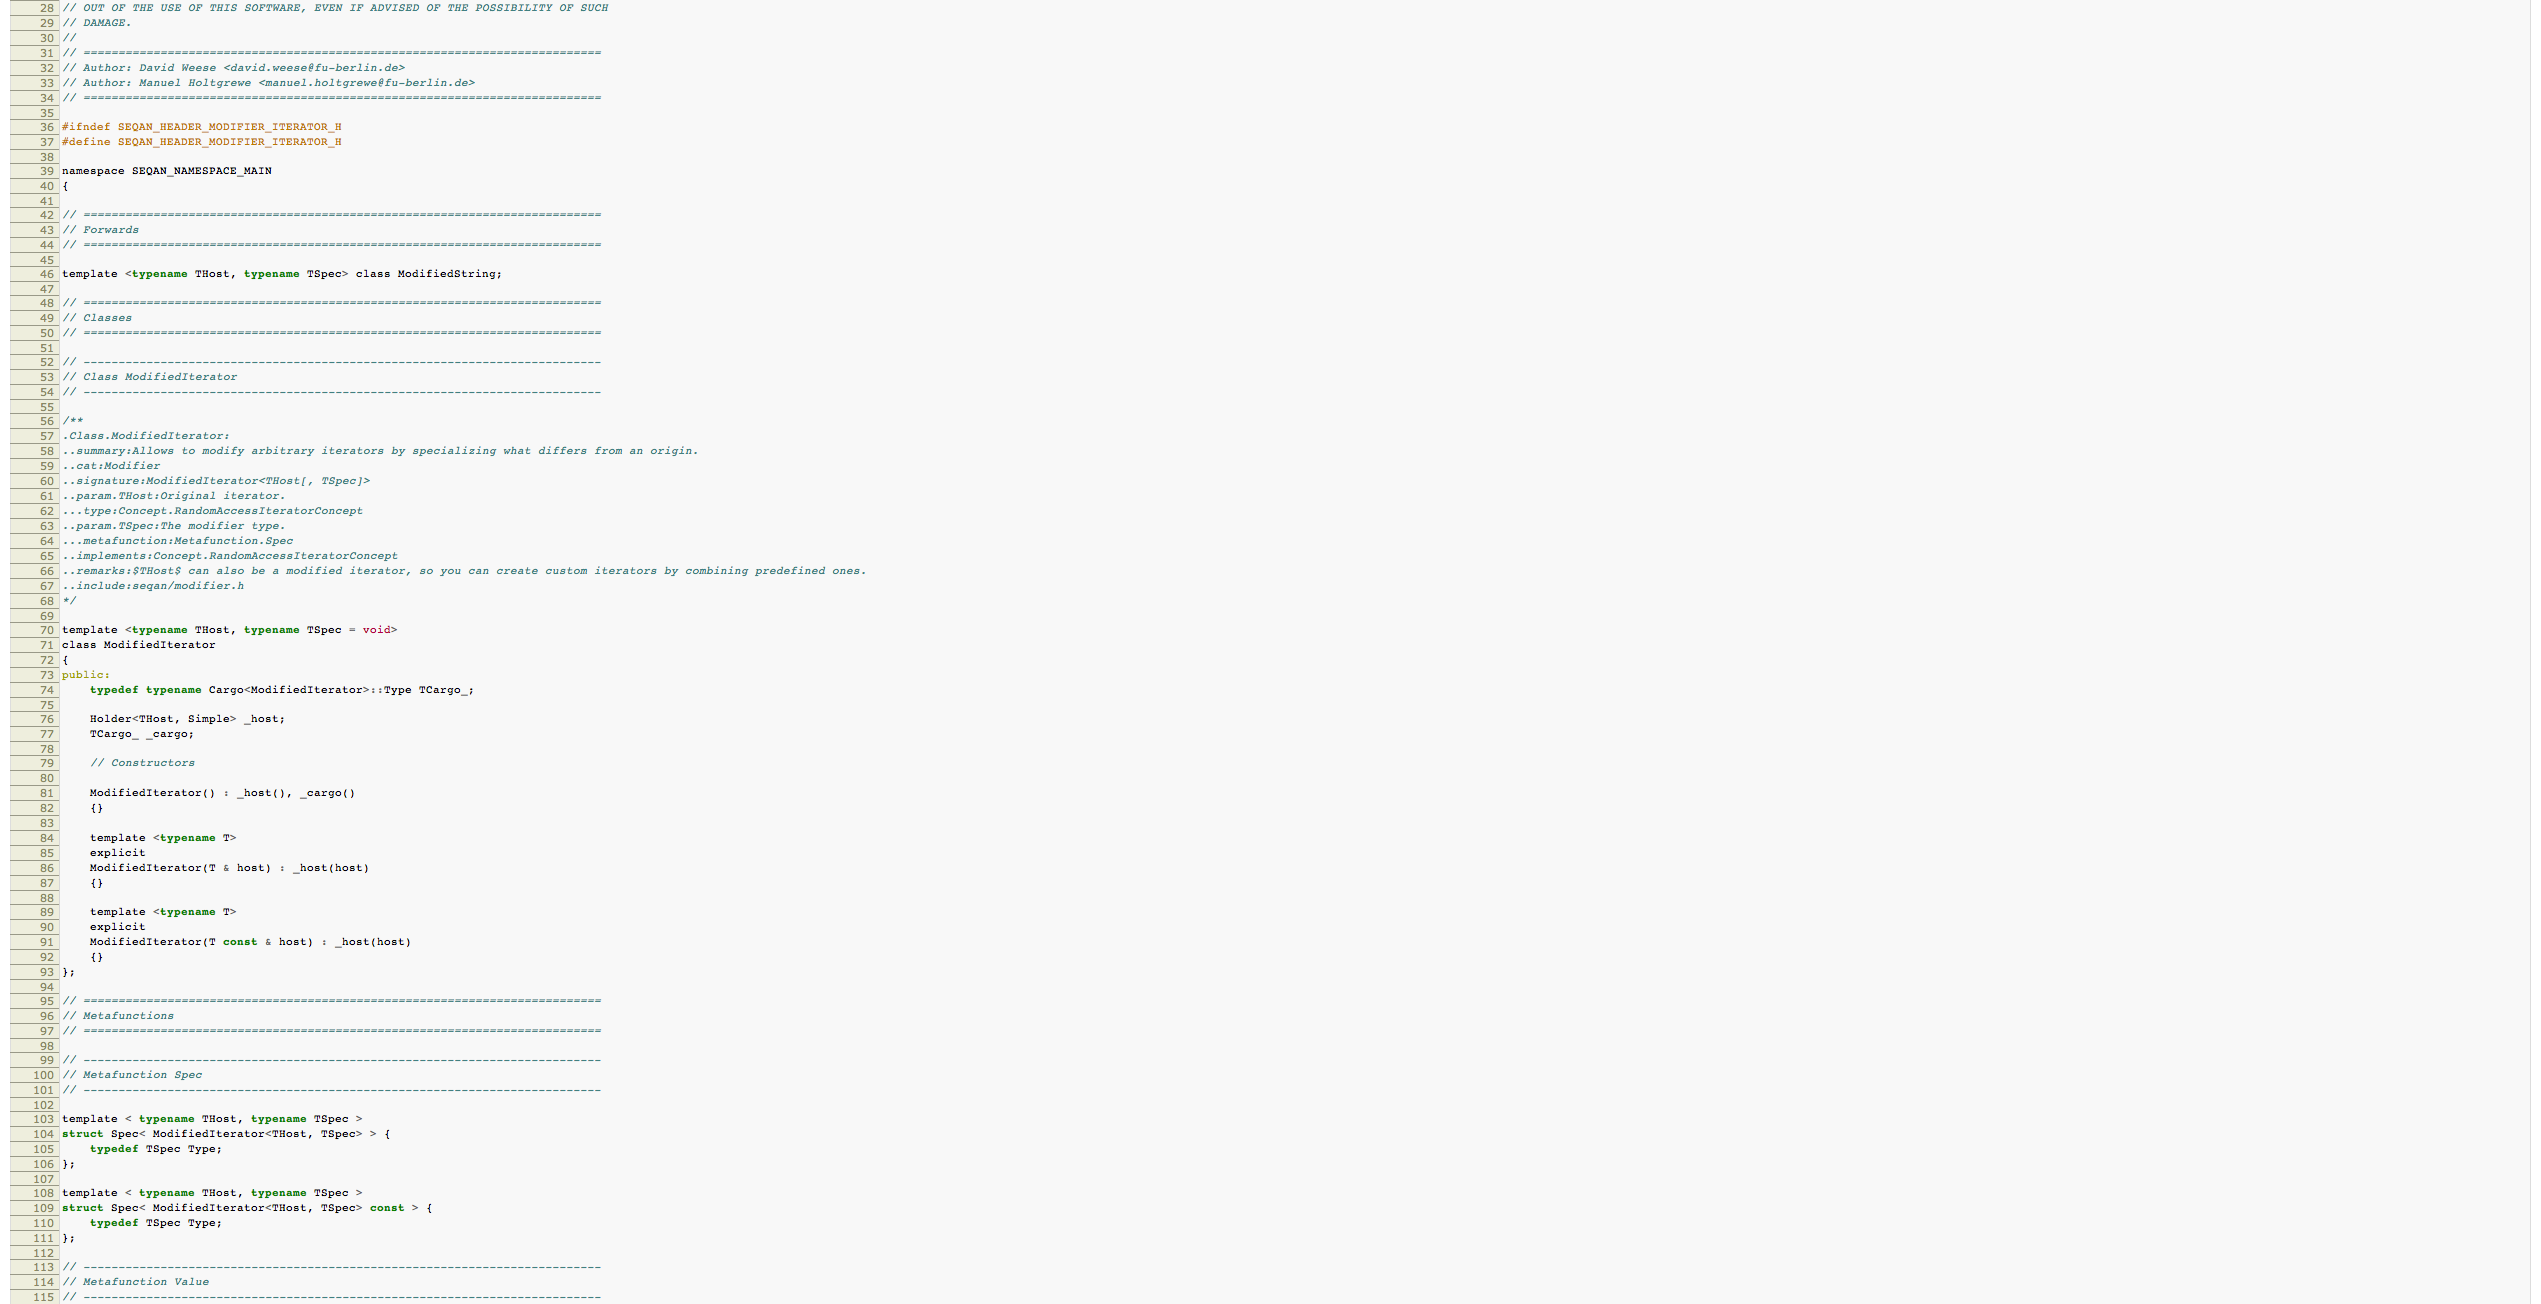 28 // OUT OF THE USE OF THIS SOFTWARE, EVEN IF ADVISED OF THE POSSIBILITY OF SUCH
29 // DAMAGE.
30 //
31 // ==========================================================================
32 // Author: David Weese <david.weese@fu-berlin.de>
33 // Author: Manuel Holtgrewe <manuel.holtgrewe@fu-berlin.de>
34 // ==========================================================================
35
36 #ifndef SEQAN_HEADER_MODIFIER_ITERATOR_H
37 #define SEQAN_HEADER_MODIFIER_ITERATOR_H
38
39 namespace SEQAN_NAMESPACE_MAIN
40 {
41
42 // ==========================================================================
43 // Forwards
44 // ==========================================================================
45
46 template <typename THost, typename TSpec> class ModifiedString;
47
48 // ==========================================================================
49 // Classes
50 // ==========================================================================
51
52 // --------------------------------------------------------------------------
53 // Class ModifiedIterator
54 // --------------------------------------------------------------------------
55
56 /**
57 .Class.ModifiedIterator:
58 ..summary:Allows to modify arbitrary iterators by specializing what differs from an origin.
59 ..cat:Modifier
60 ..signature:ModifiedIterator<THost[, TSpec]>
61 ..param.THost:Original iterator.
62 ...type:Concept.RandomAccessIteratorConcept
63 ..param.TSpec:The modifier type.
64 ...metafunction:Metafunction.Spec
65 ..implements:Concept.RandomAccessIteratorConcept
66 ..remarks:$THost$ can also be a modified iterator, so you can create custom iterators by combining predefined ones.
67 ..include:seqan/modifier.h
68 */
69
70 template <typename THost, typename TSpec = void>
71 class ModifiedIterator
72 {
73 public:
74     typedef typename Cargo<ModifiedIterator>::Type TCargo_;
75
76     Holder<THost, Simple> _host;
77     TCargo_ _cargo;
78
79     // Constructors
80
81     ModifiedIterator() : _host(), _cargo()
82     {}
83
84     template <typename T>
85     explicit
86     ModifiedIterator(T & host) : _host(host)
87     {}
88
89     template <typename T>
90     explicit
91     ModifiedIterator(T const & host) : _host(host)
92     {}
93 };
94
95 // ==========================================================================
96 // Metafunctions
97 // ==========================================================================
98
99 // --------------------------------------------------------------------------
100 // Metafunction Spec
101 // --------------------------------------------------------------------------
102
103 template < typename THost, typename TSpec >
104 struct Spec< ModifiedIterator<THost, TSpec> > {
105     typedef TSpec Type;
106 };
107
108 template < typename THost, typename TSpec >
109 struct Spec< ModifiedIterator<THost, TSpec> const > {
110     typedef TSpec Type;
111 };
112
113 // --------------------------------------------------------------------------
114 // Metafunction Value
115 // --------------------------------------------------------------------------